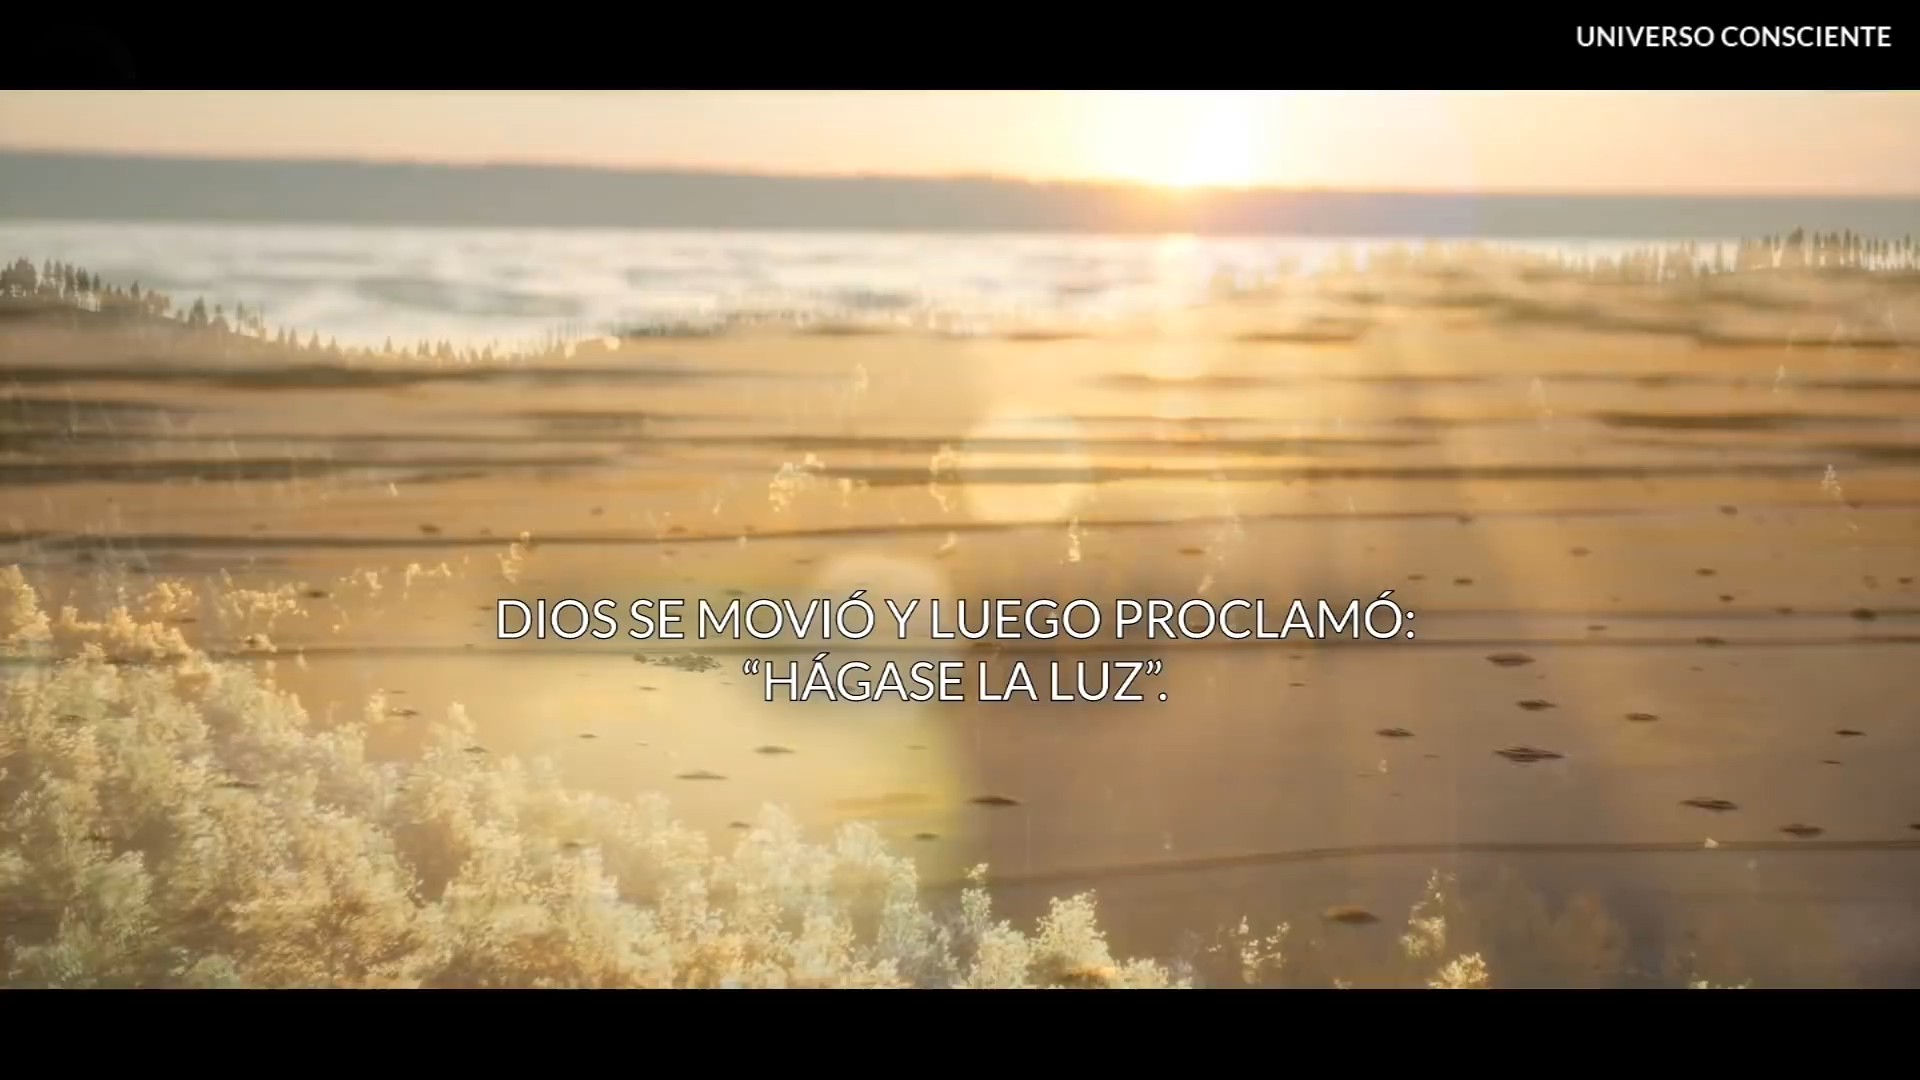 UNIVERSO CONSCIENTE
DIOS SE MOVIÓ Y LUEGO PROCLAMÓ:
“HÁGASE LA LUZ”.